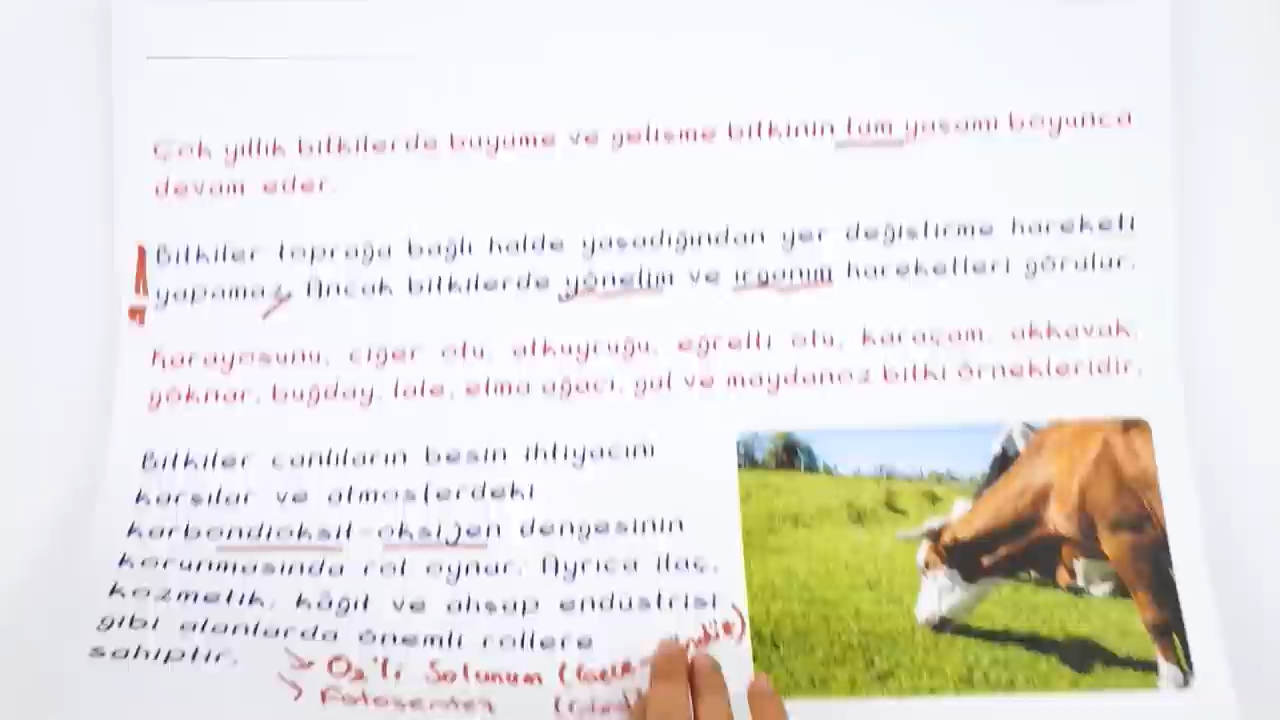 Çok yıllık bitkilerde büyüme ve gelişme bitkinin tüm yaşamı boyunca
devam eder.
Bitkiler toprağa bağlı halde yaşadığından yer değiştirme hareketi
yapamaz. Ancak bitkilerde yönelim ve ırganım hareketleri görülür.
Karayosunu, ciğer otu, atkuyruğu, eğrelti otu, karaçam, akkavak,
göknar, buğday, lale, elma ağacı, gül ve maydanoz bitki örnekleridir.
Bitkiler canlıların besin ihtiyacını
karşılar ve atmosferdeki
karbondioksit-oksijen dengesinin
korunmasında rol oynar. Ayrıca ilaç,
kozmetik, kâğıt ve ahşap endüstrisi
gibi alanlarda önemli rollere
sahiptir.
O₂'li Solunum
Fotosentez